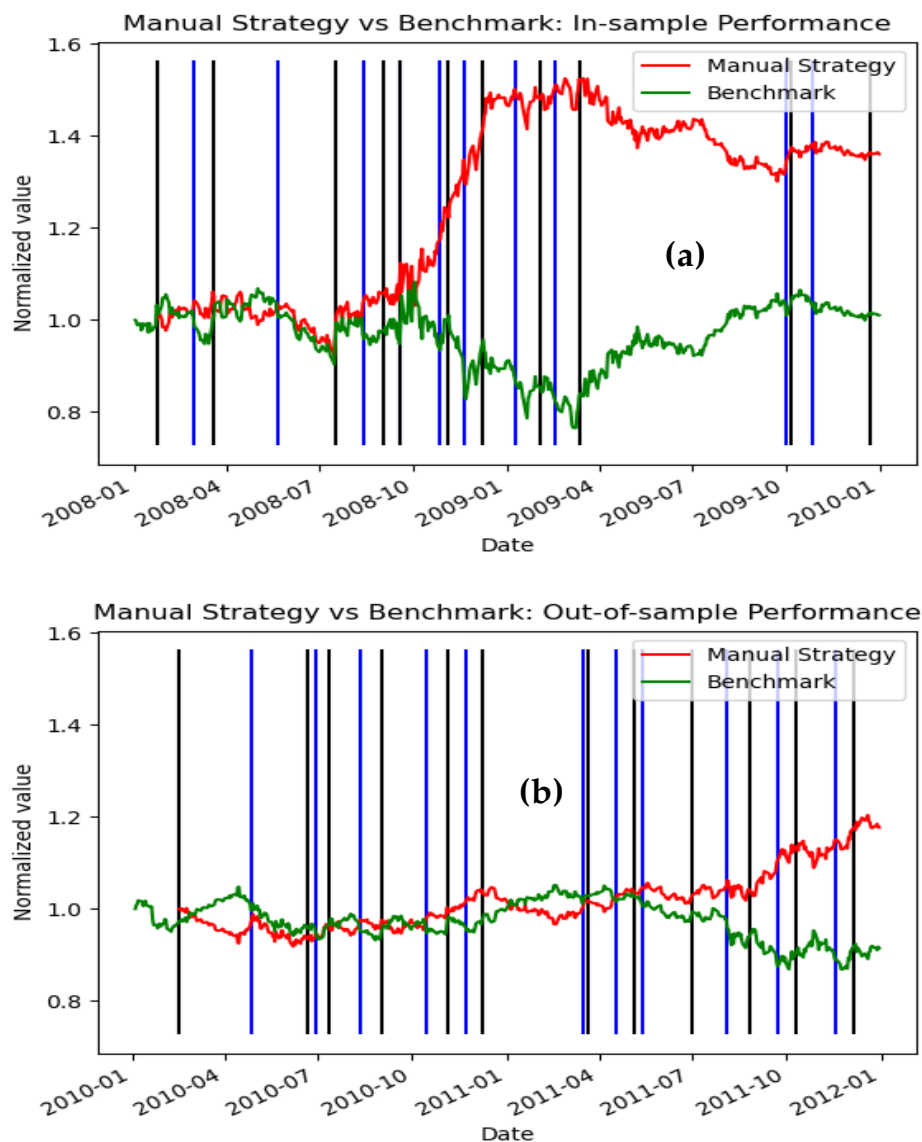 Manual Strategy vs Benchmark: In-sample Performance
1.6
Manual Strategy
Benchmark
1.4
1.2
(a)
1.0
0.8
Normalized value
2008-01
2008-04
2008-07
2008-10
2009-01
2009-04
2009-07
2009-10
2010-01
Date
Manual Strategy vs Benchmark: Out-of-sample Performance
1.6
Manual Strategy
Benchmark
1.4
(b)
1.2
1.0
0.8
Normalized value
2010-01
2010-04
2010-07
2010-10
2011-01
2011-04
2011-07
2011-10
2012-01
Date